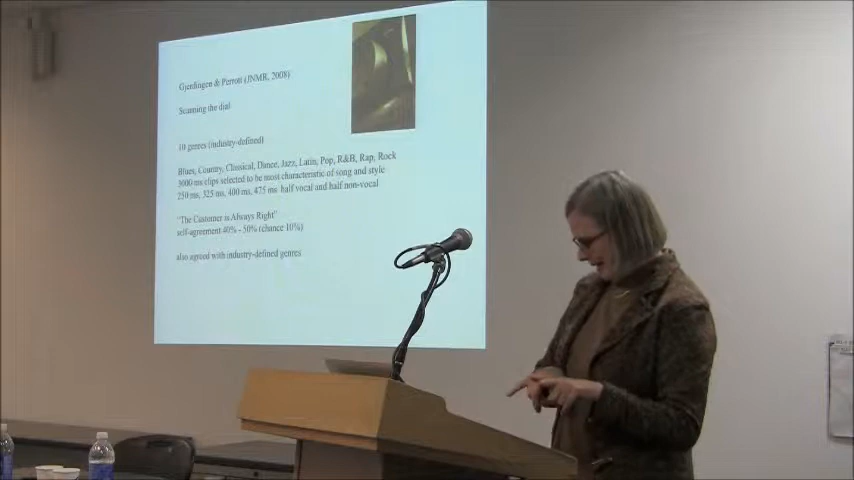 Gjerdingen & Perrott (JNMR, 2008)
Scanning the dial
10 genres (industry-defined)
Blues, Country, Classical, Dance, Jazz, Latin, Pop, R&B, Rap, Rock
3000 ms clips selected to be most characteristic of song and style
250 ms, 325 ms, 400 ms, 475 ms half vocal and half non-vocal
"The Customer is Always Right"
self-agreement 40% - 50% (chance 10%)
also agreed with industry-defined genres